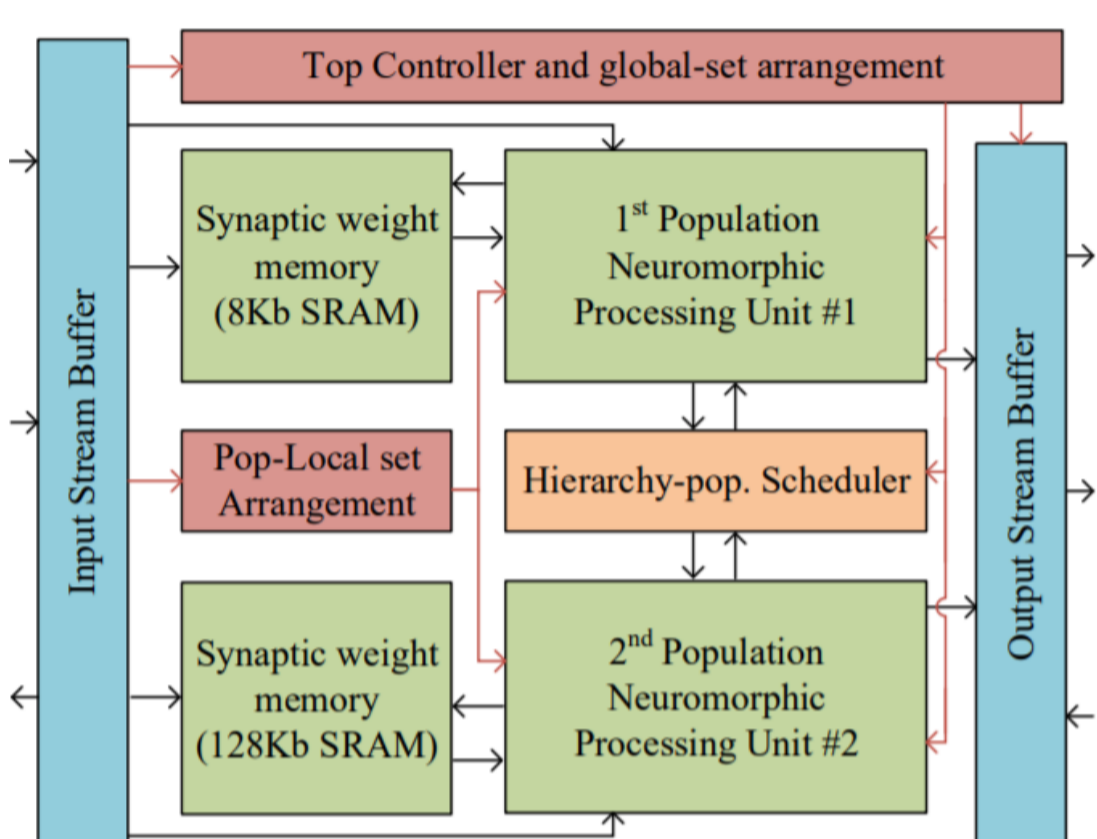 Top Controller and global-set arrangement
Input Stream Buffer
Synaptic weight
memory
(8Kb SRAM)
1st Population
Neuromorphic
Processing Unit #1
Pop-Local set
Arrangement
Hierarchy-pop. Scheduler
Output Stream Buffer
Synaptic weight
memory
(128Kb SRAM)
2nd Population
Neuromorphic
Processing Unit #2